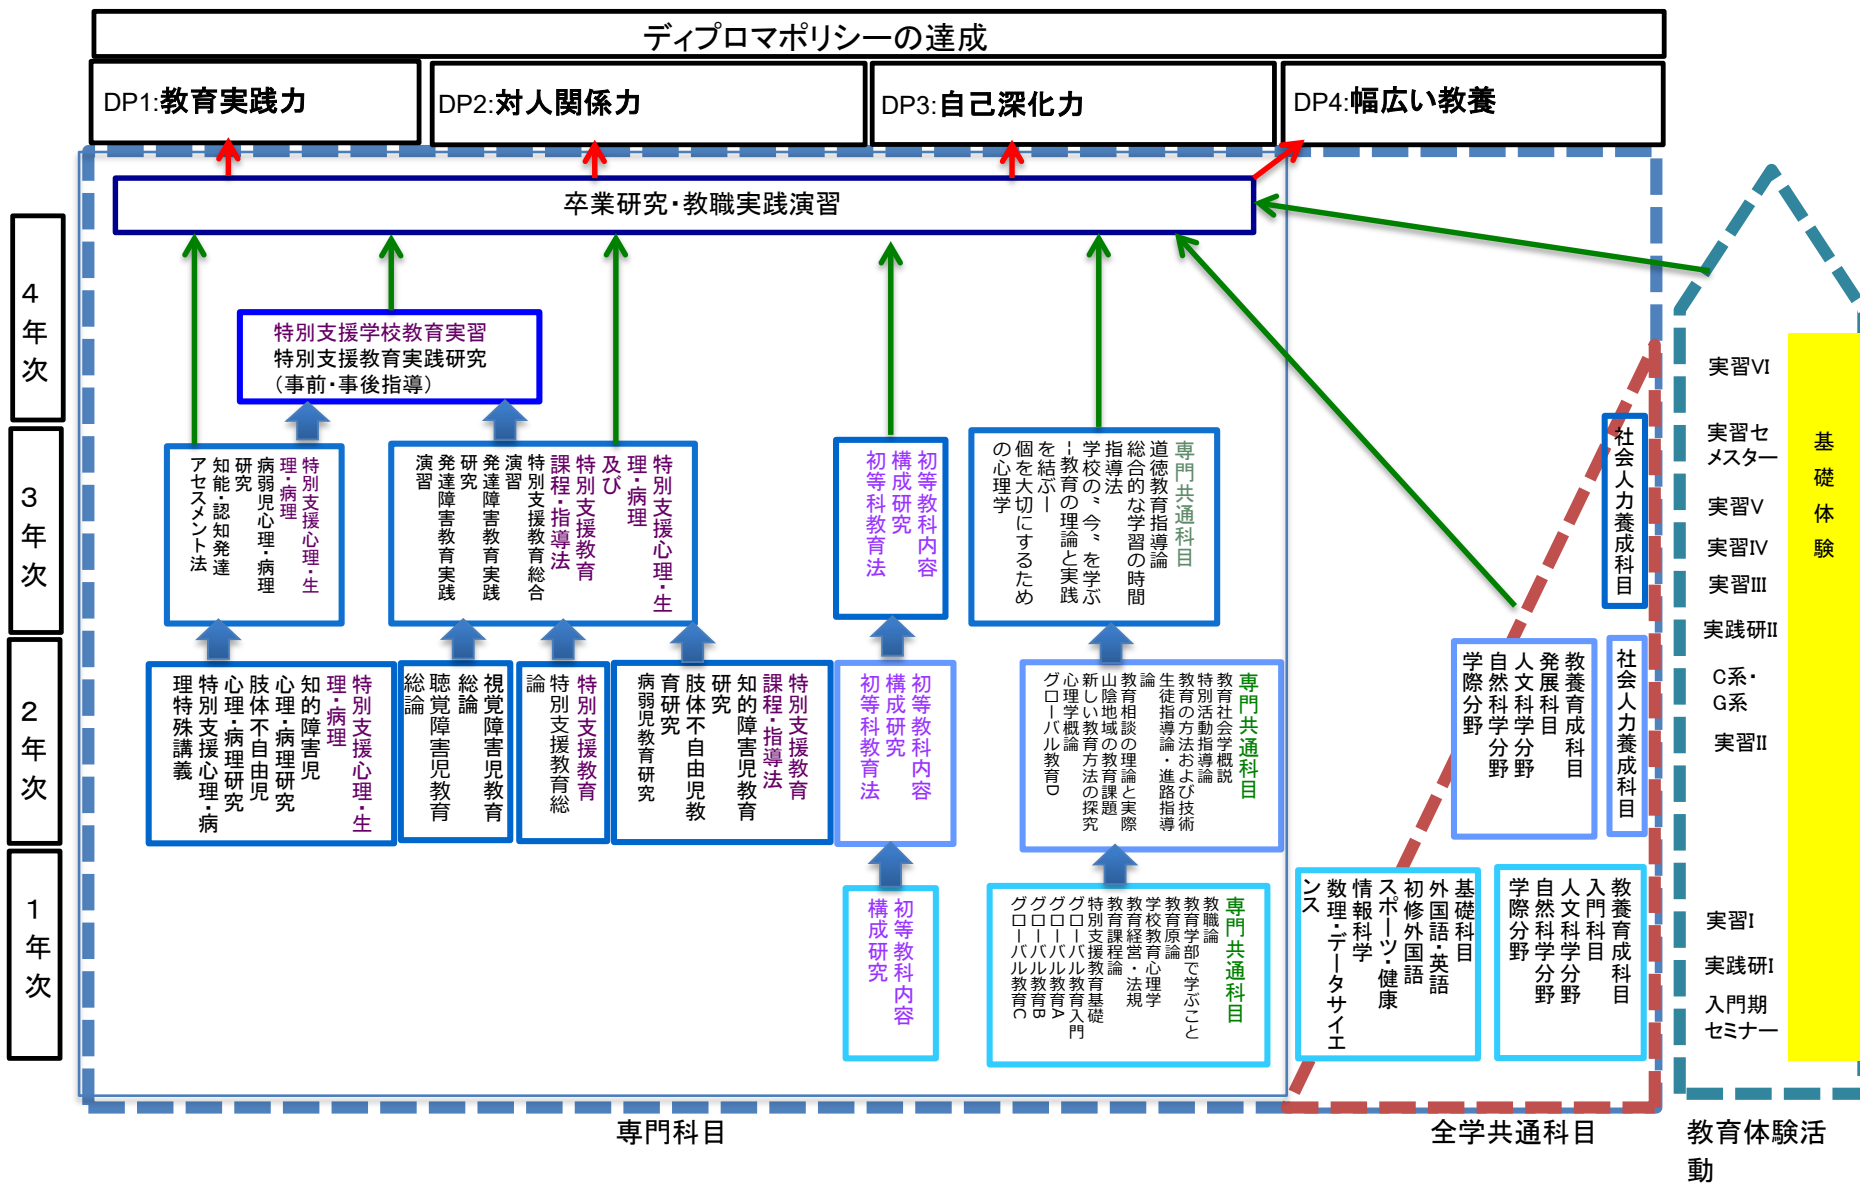 ディプロマポリシーの達成
DP1:教育実践力
DP2:対人関係力
DP3:自己深化力
DP4:幅広い教養
卒業研究・教職実践演習
4年次
特別支援学校教育実習
特別支援教育実践研究
（事前・事後指導）
3年次
特別支援心理・生
理・病理
病弱児心理・病理
研究
知能・認知発達
アセスメント法
特別支援心理・生
理・病理
及び
特別支援教育
課程・指導法
特別支援教育総合
演習
発達障害教育実践
研究
発達障害教育実践
演習
初等教科内容
構成研究
初等科教育法
専門共通科目
道徳教育指導論
総合的な学習の時間
指導法
学校の“今”を学ぶ
–教育の理論と実践
を結ぶ–
個を大切にするため
の心理学
社会人力養成科目
2年次
特別支援心理・生
理・病理
知的障害児
心理・病理研究
肢体不自由児
心理・病理研究
特別支援心理・病
理特殊講義
視覚障害児教育
総論
聴覚障害児教育
総論
特別支援教育
特別支援教育総
論
特別支援教育
課程・指導法
知的障害児教育
研究
肢体不自由児教
育研究
病弱児教育研究
初等教科内容
構成研究
初等科教育法
専門共通科目
教育社会学概説
特別活動指導論
教育の方法および技術
生徒指導論・進路指導
論
教育相談の理論と実際
山陰地域の教育課題
新しい教育方法の探究
心理学概論
グローバル教育D
教養育成科目
発展科目
人文科学分野
自然科学分野
学際分野
社会人力養成科目
1年次
初等教科内容
構成研究
専門共通科目
教職論
教育学部で学ぶこと
教育原論
学校教育心理学
教育経営・法規
教育課程論
特別支援教育基礎
グローバル教育入門
グローバル教育A
グローバル教育B
グローバル教育C
基礎科目
外国語・英語
初修外国語
スポーツ・健康
情報科学
数理・データサイエ
ンス
教養育成科目
入門科目
人文科学分野
自然科学分野
学際分野
実習VI
実習セ
メスター
実習V
実習IV
実習III
実践研II
C系・
G系
実習II
実習I
実践研I
入門期
セミナー
基礎体験
専門科目
全学共通科目
教育体験活
動